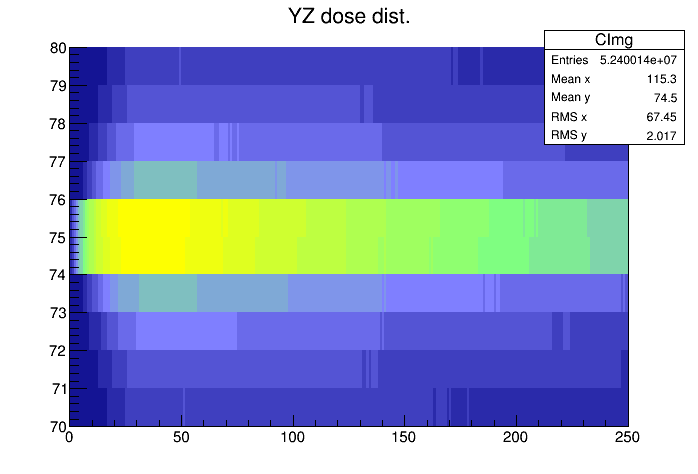 YZ dose dist.
CImg
Entries 5.240014e+07
Mean x 115.3
Mean y 74.5
RMS x 67.45
RMS y 2.017
80
79
78
77
76
75
74
73
72
71
70
0 50 100 150 200 250